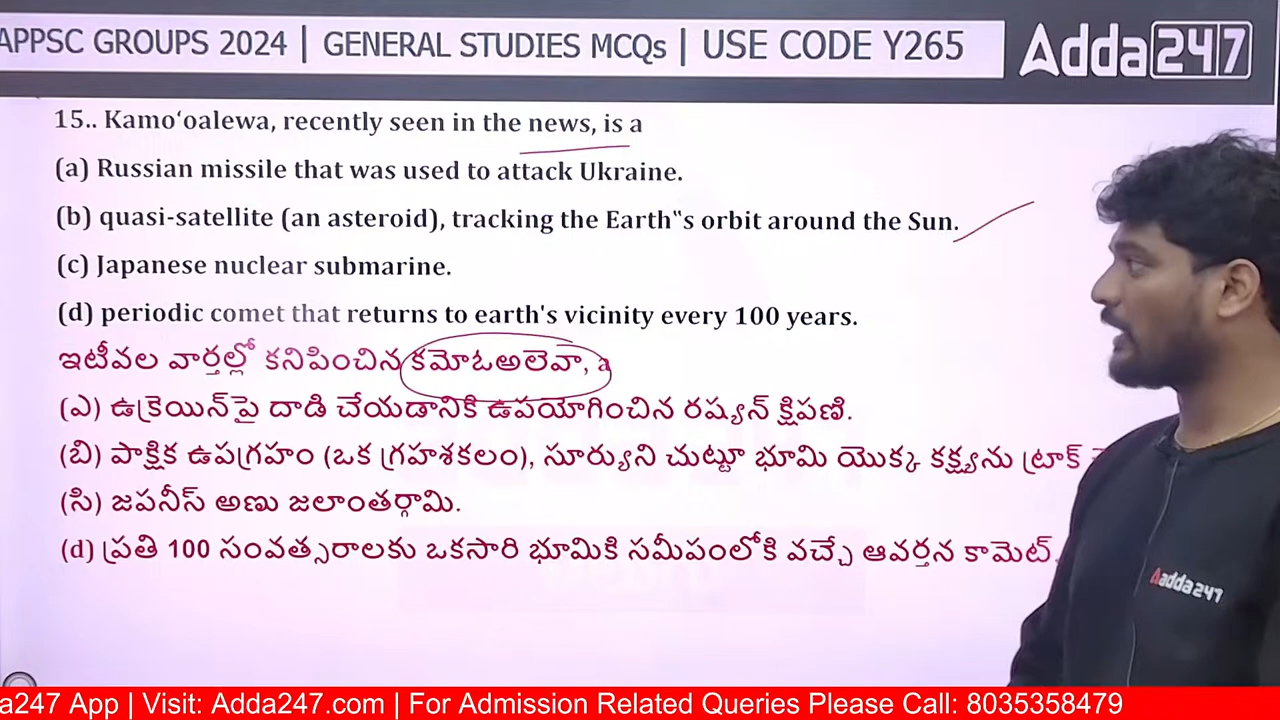 APPSC GROUPS 2024 | GENERAL STUDIES MCQs | USE CODE Y265
Adda247
15.. Kamoʻoalewa, recently seen in the news, is a
(a) Russian missile that was used to attack Ukraine.
(b) quasi-satellite (an asteroid), tracking the Earth‟s orbit around the Sun.
(c) Japanese nuclear submarine.
(d) periodic comet that returns to earth's vicinity every 100 years.
ఇటీవల వార్తల్లో కనిపించిన కమోఓఅలెవా, a
(ఎ) ఉక్రెయిన్‌పై దాడి చేయడానికి ఉపయోగించిన రష్యన్ క్షిపణి.
(బి) పాక్షిక ఉపగ్రహం (ఒక గ్రహశకలం), సూర్యుని చుట్టూ భూమి యొక్క కక్ష్యను ట్రాక్
(సి) జపనీస్ అణు జలాంతర్గామి.
(d) ప్రతి 100 సంవత్సరాలకు ఒకసారి భూమికి సమీపంలోకి వచ్చే ఆవర్తన కామెట్.
Aadda247
a247 App | Visit: Adda247.com | For Admission Related Queries Please Call: 8035358479